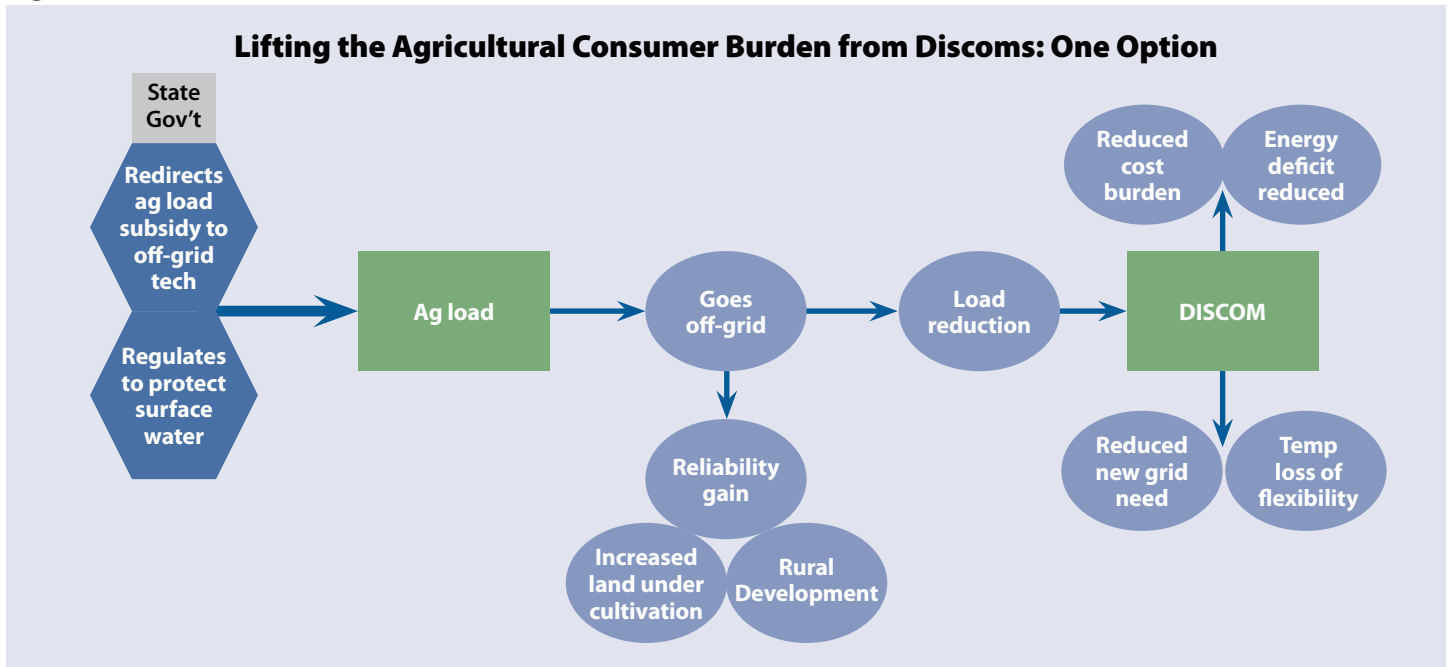 Lifting the Agricultural Consumer Burden from Discoms: One Option
State
Gov't
Redirects
ag load
subsidy to
off-grid
tech
Regulates
to protect
surface
water
Ag load
Goes
off-grid
Reliability
gain
Increased
land under
cultivation
Rural
Development
Load
reduction
DISCOM
Reduced
cost
burden
Energy
deficit
reduced
Reduced
new grid
need
Temp
loss of
flexibility